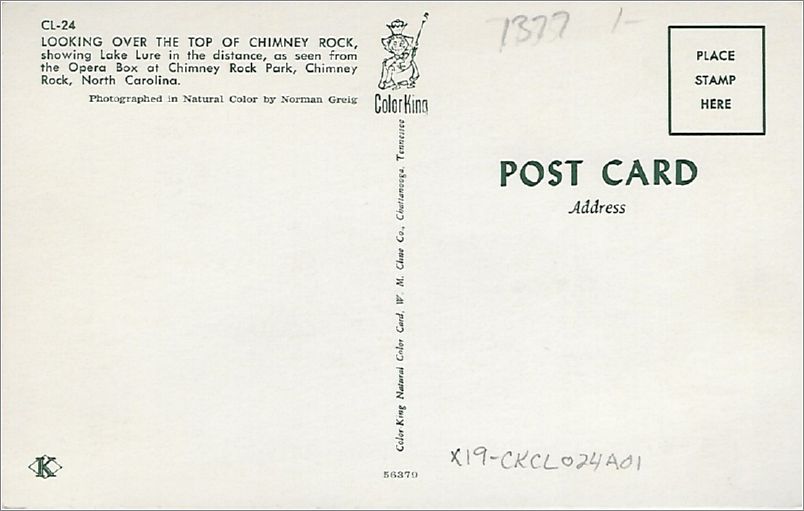 CL-24
LOOKING OVER THE TOP OF CHIMNEY ROCK,
showing Lake Lure in the distance, as seen from
the Opera Box at Chimney Rock Park, Chimney
Rock, North Carolina.
Photographed in Natural Color by Norman Greig
Color King
Color King Natural Color Card, W. M. Cline Co., Chattanooga, Tennessee
56379
K
1377 1-
PLACE
STAMP
HERE
POST CARD
Address
X19-CKCL024A01